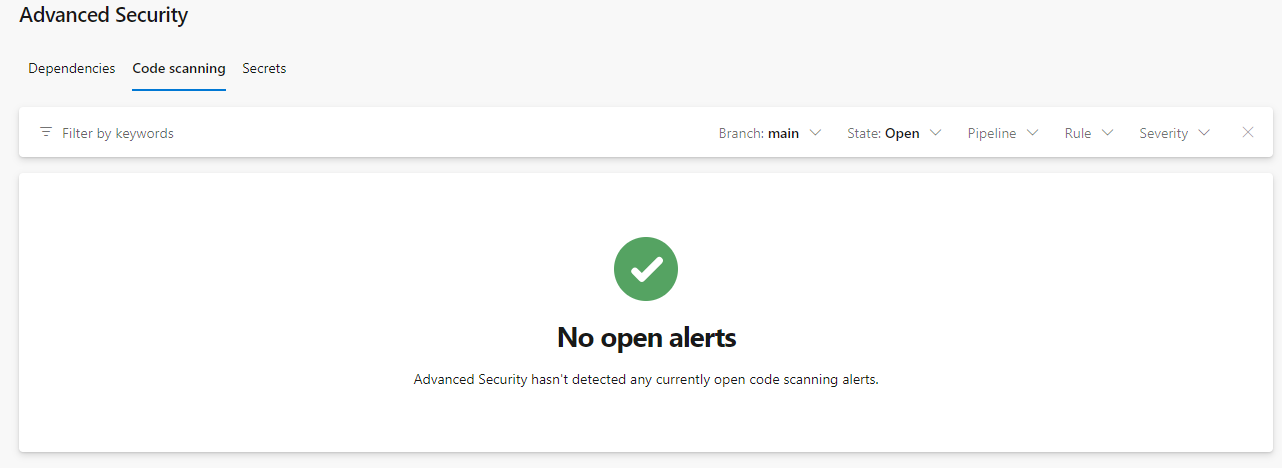 Advanced Security
Dependencies Code scanning Secrets
Filter by keywords Branch: main State: Open Pipeline Rule Severity
No open alerts
Advanced Security hasn't detected any currently open code scanning alerts.